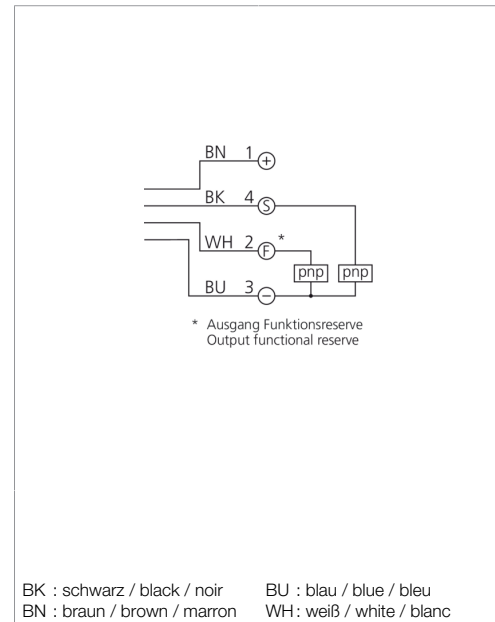 BN 1 +
BK 4 S
WH 2 F *
pnp pnp
BU 3 −
* Ausgang Funktionsreserve
Output functional reserve
BK : schwarz / black / noir BU : blau / blue / bleu
BN : braun / brown / marron WH : weiß / white / blanc